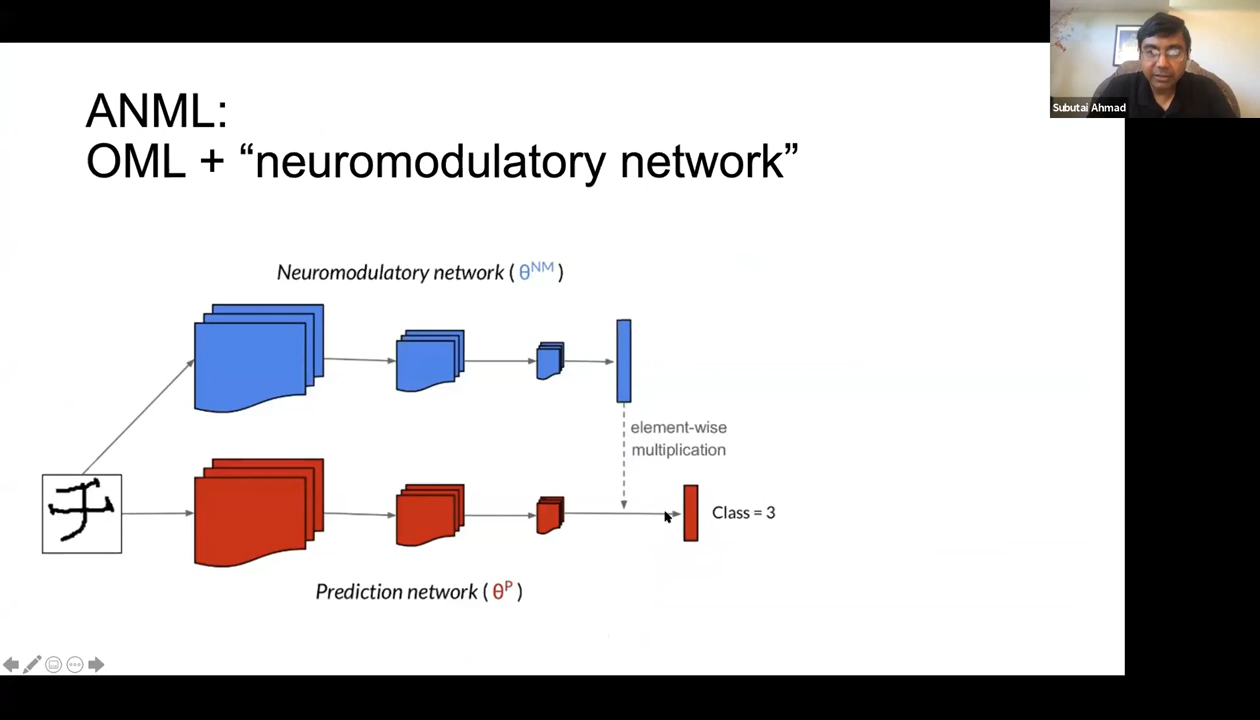 ANML:
OML + “neuromodulatory network”
Subutai Ahmad
Neuromodulatory network ( θᴺᴹ )
element-wise
multiplication
Class = 3
Prediction network ( θᴾ )